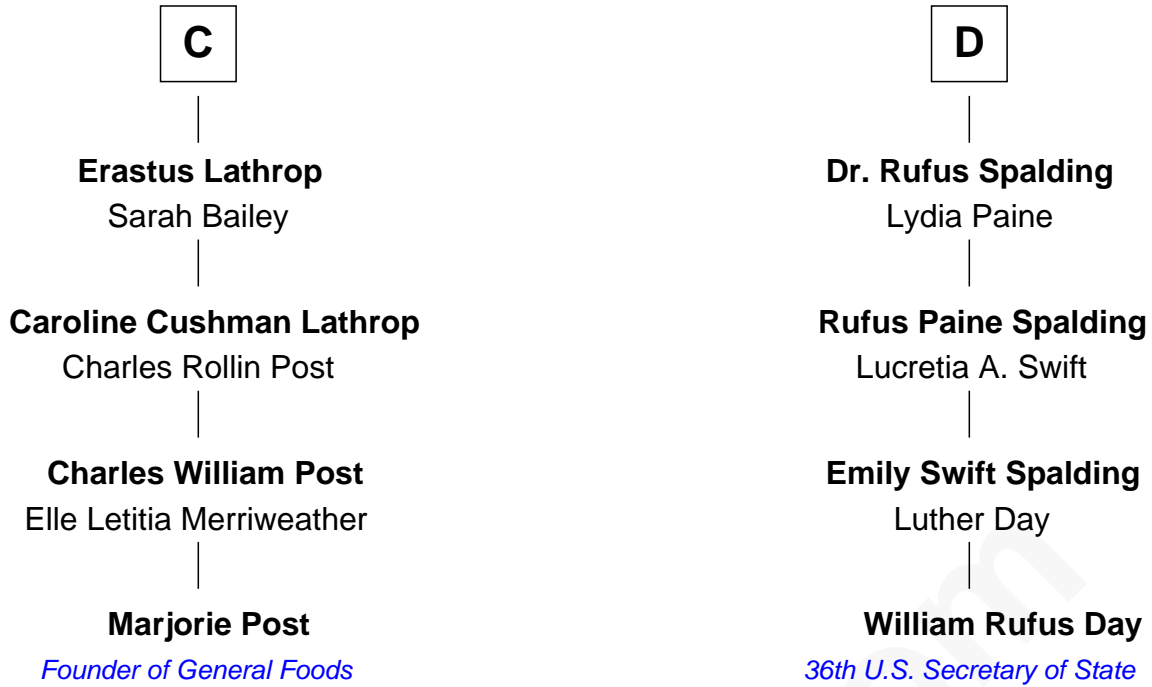 C
Erastus Lathrop
Sarah Bailey
Caroline Cushman Lathrop
Charles Rollin Post
Charles William Post
Elle Letitia Merriweather
Marjorie Post
Founder of General Foods
D
Dr. Rufus Spalding
Lydia Paine
Rufus Paine Spalding
Lucretia A. Swift
Emily Swift Spalding
Luther Day
William Rufus Day
36th U.S. Secretary of State